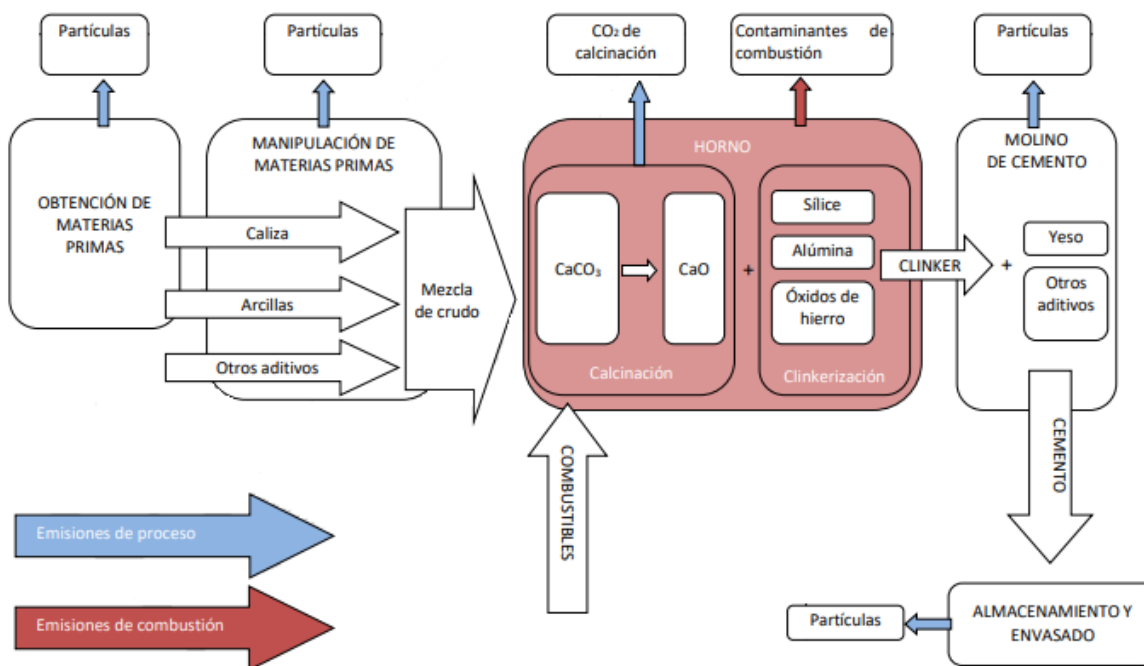 Partículas
Partículas
CO₂ de
calcinación
Contaminantes de
combustión
Partículas
OBTENCIÓN DE
MATERIAS
PRIMAS
MANIPULACIÓN DE
MATERIAS PRIMAS
Caliza
Arcillas
Otros aditivos
Mezcla
de crudo
HORNO
CaCO₃
CaO
Calcinación
+
Sílice
Alúmina
Óxidos de
hierro
Clinkerización
CLINKER
MOLINO
DE CEMENTO
+
Yeso
Otros
aditivos
COMBUSTIBLES
CEMENTO
Emisiones de proceso
Emisiones de combustión
Partículas
ALMACENAMIENTO Y
ENVASADO